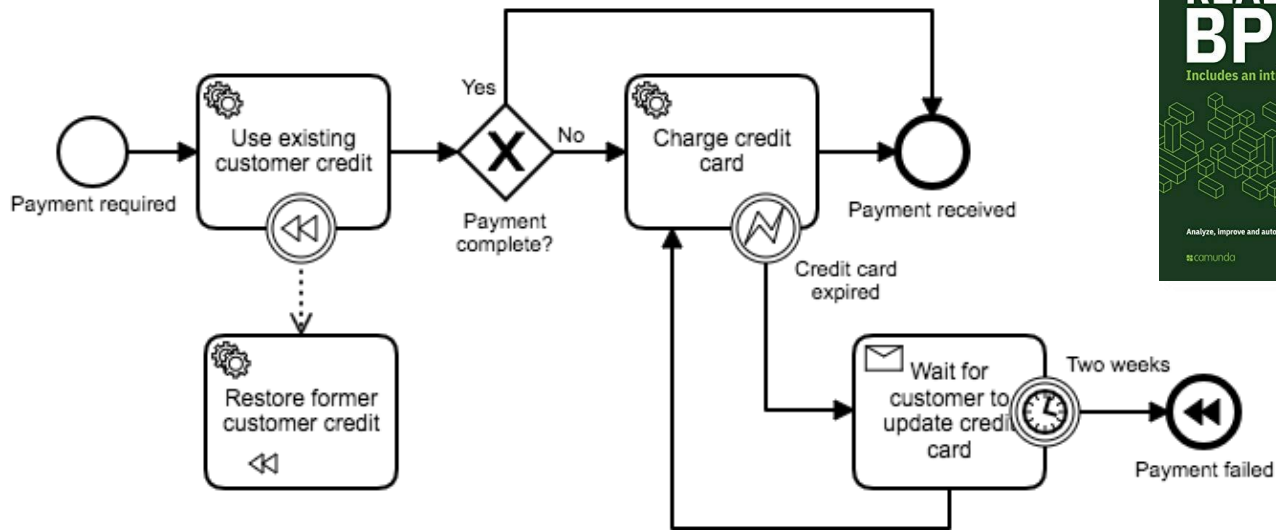 Yes
Use existing
customer credit
No
Charge credit
card
Payment required
Payment
complete?
Payment received
Credit card
expired
Restore former
customer credit
Wait for
customer to
update credit
card
Two weeks
Payment failed
BP
Includes an int
Analyze, improve and auto
camunda